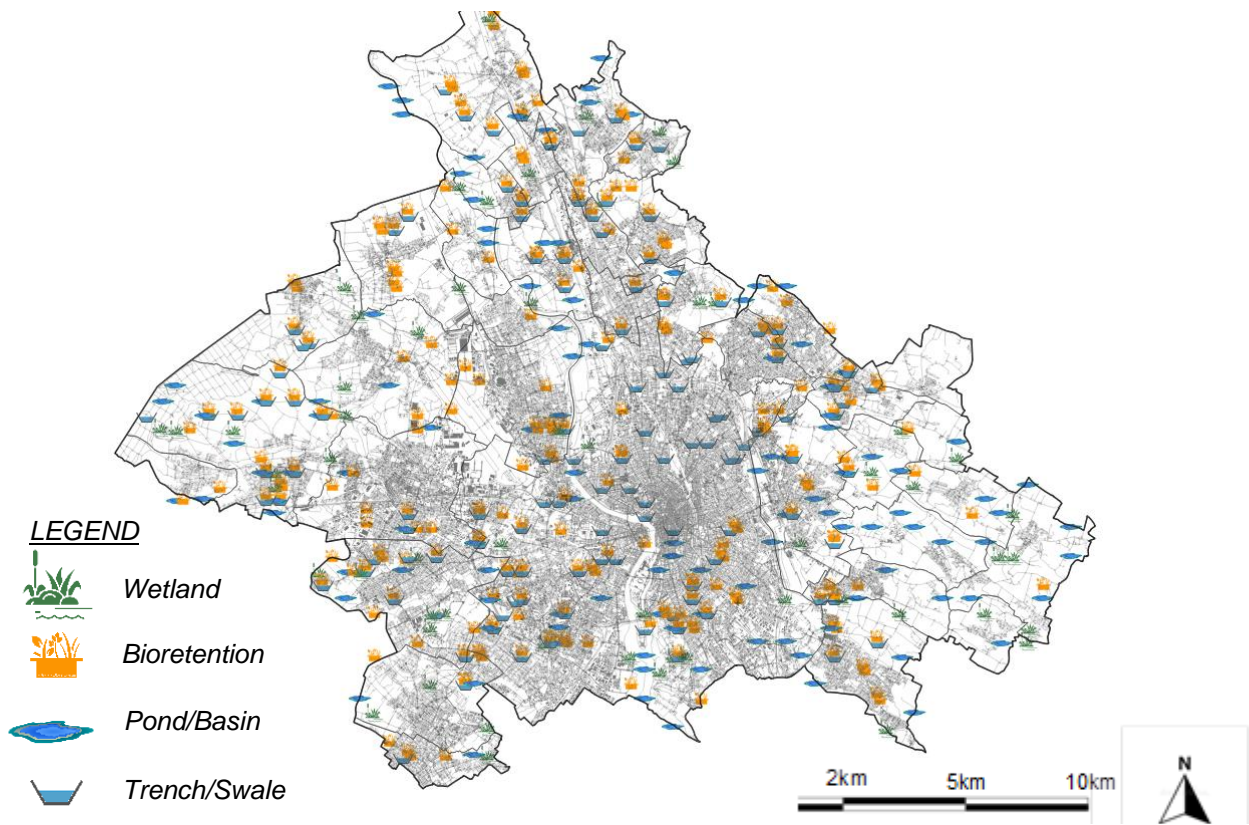 LEGEND
Wetland
Bioretention
Pond/Basin
Trench/Swale
2km 5km 10km
N